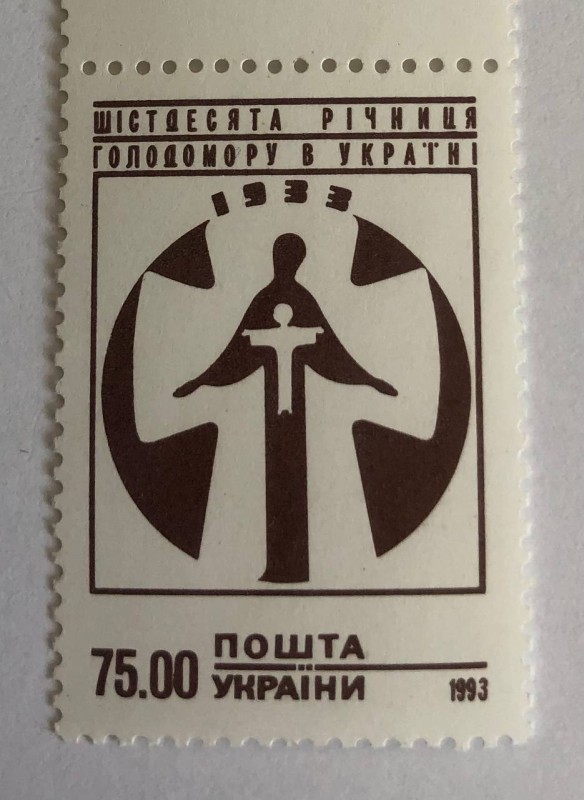 ШІСТДЕСЯТА РІЧНИЦЯ
ГОЛОДОМОРУ В УКРАЇНІ
1933
75.00 ПОШТА
УКРАЇНИ 1993